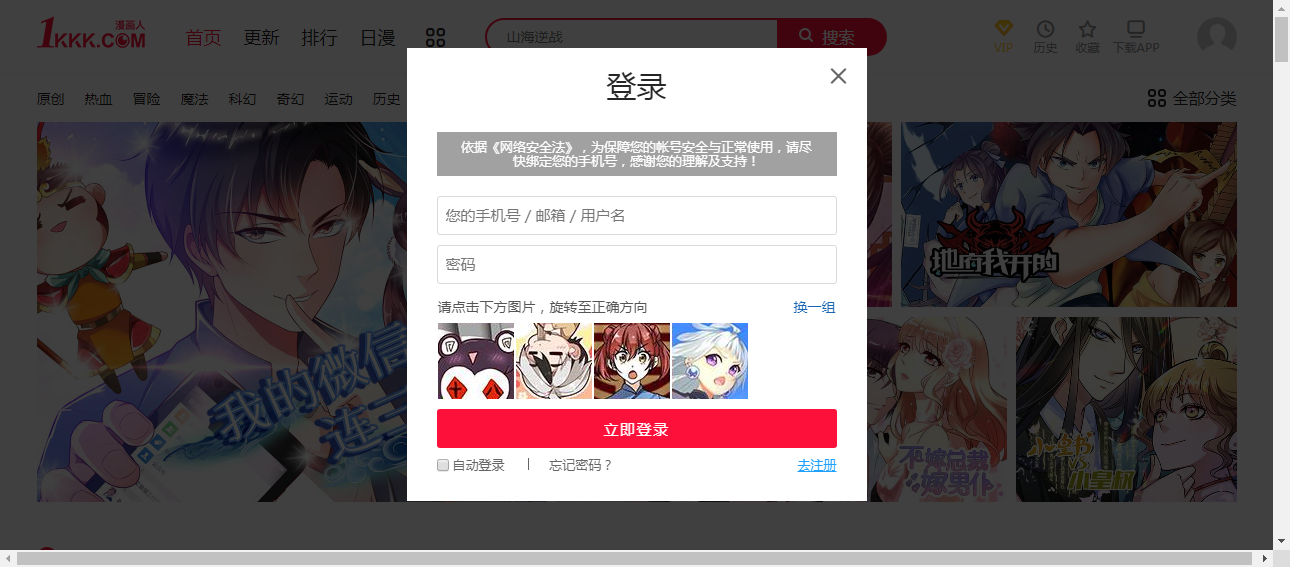 漫画人
1KKK.COM
首页 更新 排行 日漫
山海逆战
搜索
VIP 历史 收藏 下载APP
原创 热血 冒险 魔法 科幻 奇幻 运动 历史
全部分类
登录
依据《网络安全法》，为保障您的帐号安全与正常使用，请尽
快绑定您的手机号，感谢您的理解及支持！
您的手机号 / 邮箱 / 用户名
密码
请点击下方图片，旋转至正确方向 换一组
立即登录
自动登录 | 忘记密码？ 去注册
我的微信
连三
地府我开的
不嫁总裁
嫁男仆